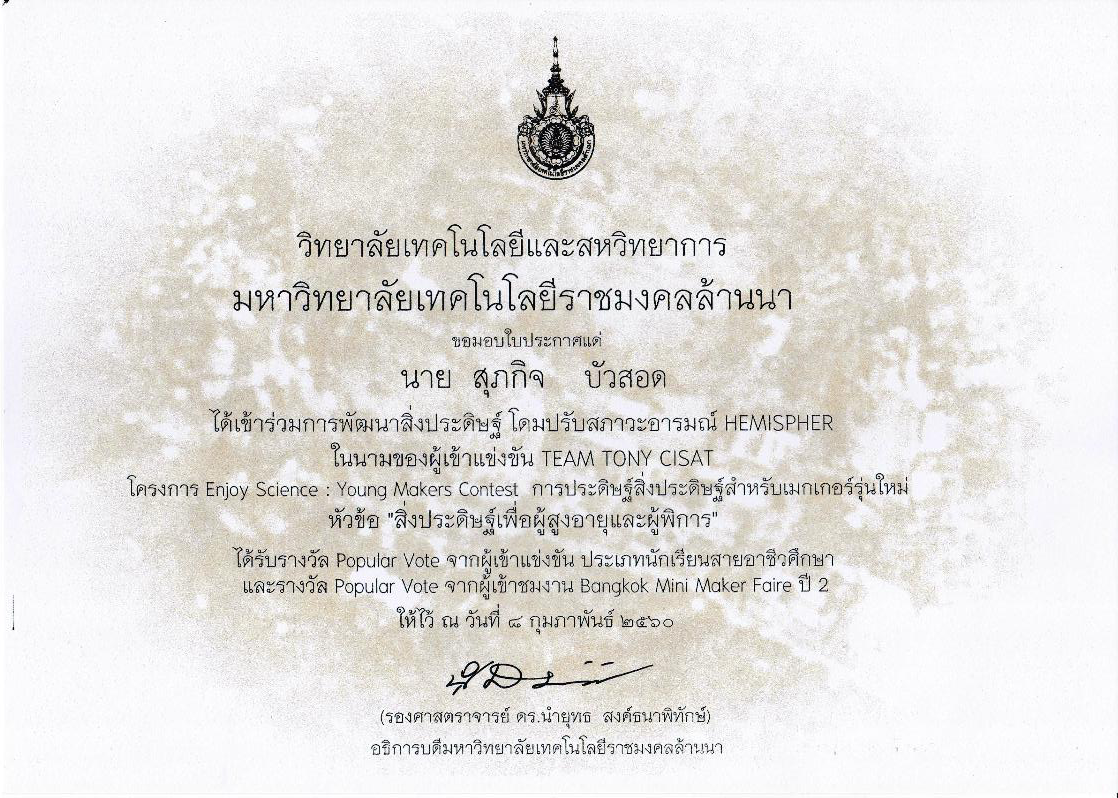 วิทยาลัยเทคโนโลยีและสหวิทยาการ
มหาวิทยาลัยเทคโนโลยีราชมงคลล้านนา
ขอมอบใบประกาศแด่
นาย สุภกิจ บัวสอด
ได้เข้าร่วมการพัฒนาสิ่งประดิษฐ์ โดมปรับสภาวะอารมณ์ HEMISPHER
ในนามของผู้เข้าแข่งขัน TEAM TONY CISAT
โครงการ Enjoy Science : Young Makers Contest การประดิษฐ์สิ่งประดิษฐ์สำหรับเมกเกอร์รุ่นใหม่
หัวข้อ "สิ่งประดิษฐ์เพื่อผู้สูงอายุและผู้พิการ"
ได้รับรางวัล Popular Vote จากผู้เข้าแข่งขัน ประเภทนักเรียนสายอาชีวศึกษา
และรางวัล Popular Vote จากผู้เข้าชมงาน Bangkok Mini Maker Faire ปี 2
ให้ไว้ ณ วันที่ ๘ กุมภาพันธ์ ๒๕๖๐
(รองศาสตราจารย์ ดร.นำยุทธ สงค์ธนาพิทักษ์)
อธิการบดีมหาวิทยาลัยเทคโนโลยีราชมงคลล้านนา